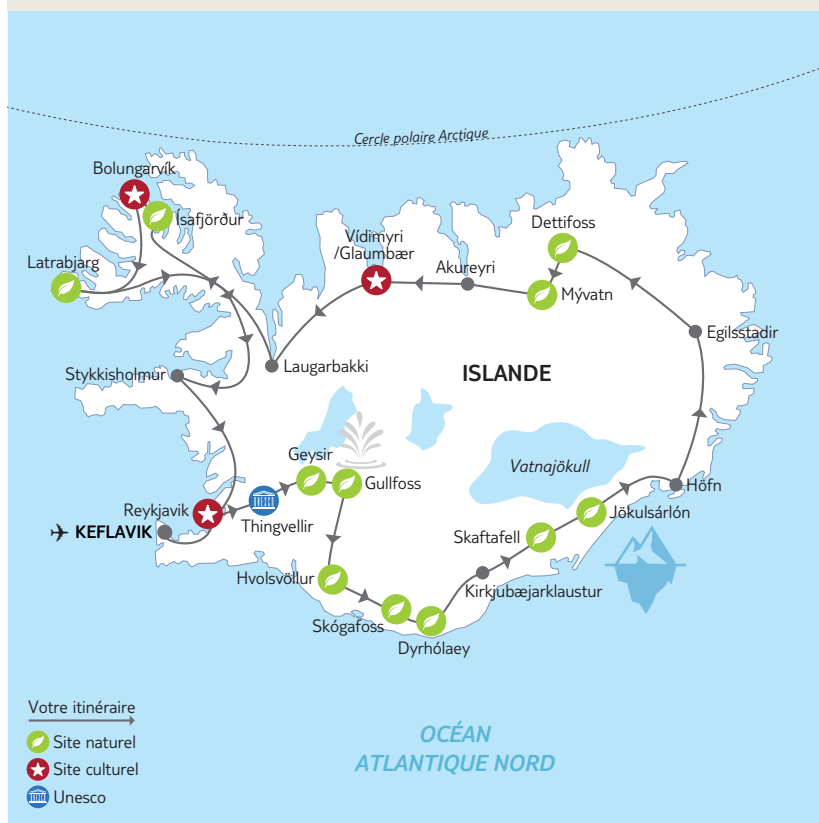 Cercle polaire Arctique
Bolungarvík
Ísafjörður
Latrabjarg
Vídimyri
/Glaumbær
Akureyri
Dettifoss
Mývatn
Egilsstadir
Stykkisholmur
Laugarbakki
ISLANDE
Geysir
Gullfoss
Vatnajökull
Höfn
Reykjavik
Thingvellir
KEFLAVIK
Jökulsárlón
Skaftafell
Hvolsvöllur
Kirkjubæjarklaustur
Skógafoss
Dyrhólaey
Votre itinéraire
Site naturel
Site culturel
Unesco
OCÉAN
ATLANTIQUE NORD